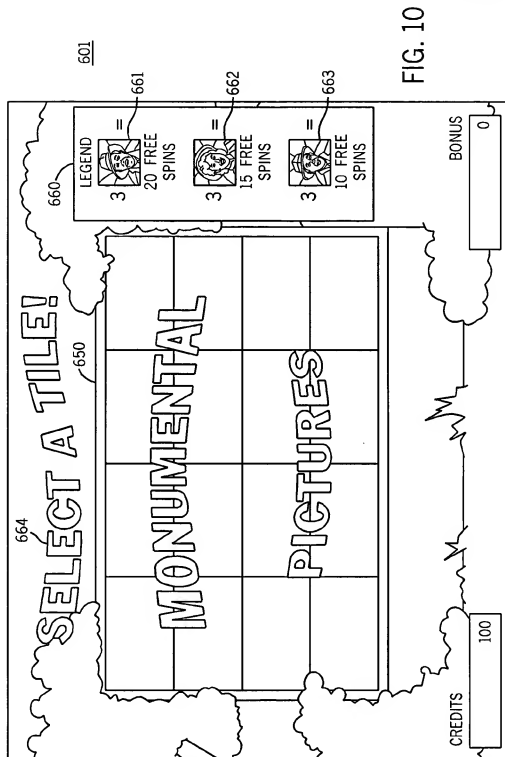 601
SELECT A TILE!
664
650
660
LEGEND
3 =
20 FREE
SPINS
661
3 =
15 FREE
SPINS
662
3 =
10 FREE
SPINS
663
MONUMENTAL
PICTURES
CREDITS
100
BONUS
0
FIG. 10